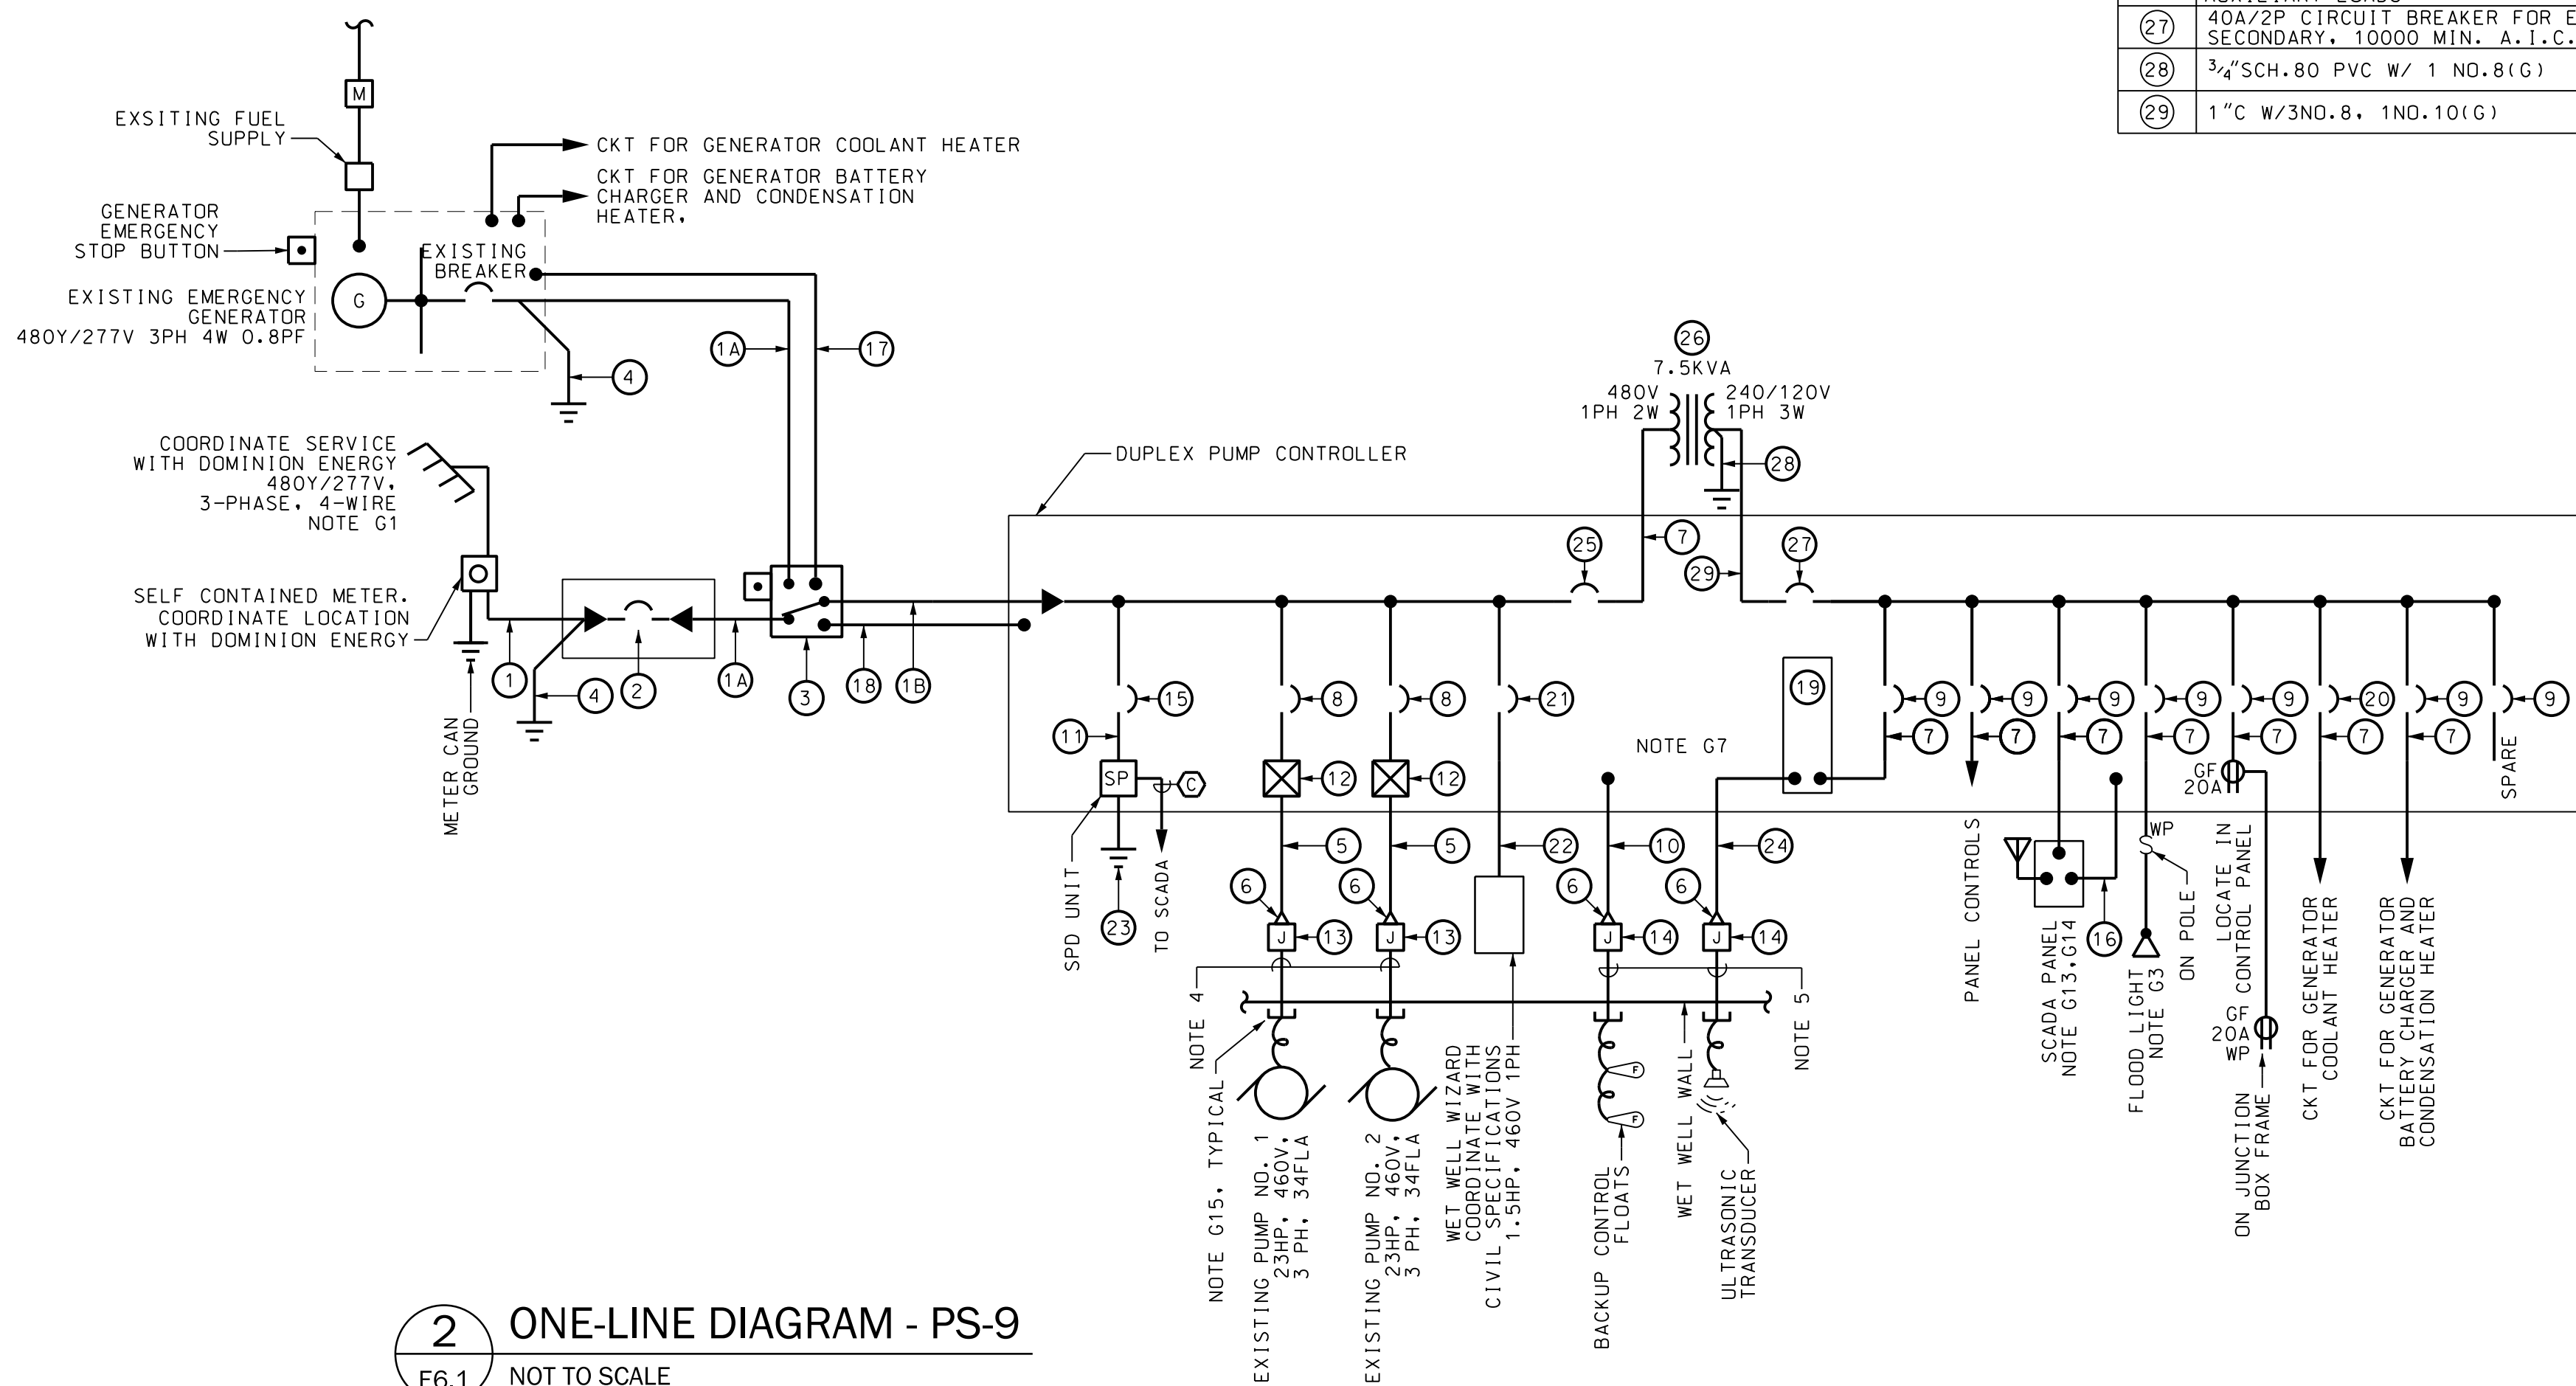 27
40A/2P CIRCUIT BREAKER FOR E
SECONDARY, 10000 MIN. A.I.C.
28
3/4"SCH.80 PVC W/ 1 NO.8(G)
29
1"C W/3NO.8, 1NO.10(G)
M
EXSITING FUEL
SUPPLY
CKT FOR GENERATOR COOLANT HEATER
CKT FOR GENERATOR BATTERY
CHARGER AND CONDENSATION
HEATER,
GENERATOR
EMERGENCY
STOP BUTTON
EXISTING
BREAKER
G
EXISTING EMERGENCY
GENERATOR
480Y/277V 3PH 4W 0.8PF
1A
17
4
26
7.5KVA
480V
1PH 2W
240/120V
1PH 3W
28
COORDINATE SERVICE
WITH DOMINION ENERGY
480Y/277V,
3-PHASE, 4-WIRE
NOTE G1
DUPLEX PUMP CONTROLLER
SELF CONTAINED METER.
COORDINATE LOCATION
WITH DOMINION ENERGY
25
7
29
27
METER CAN
GROUND
1
4
2
1A
3
18
1B
15
8
8
21
19
9
9
9
9
9
20
9
9
11
NOTE G7
7
7
7
7
7
7
7
SP
C
12
12
GF
20A
SPARE
SPD UNIT
23
TO SCADA
5
5
22
10
24
6
6
6
6
J
13
J
13
J
14
J
14
PANEL CONTROLS
SCADA PANEL
NOTE G13,G14
16
WP
FLOOD LIGHT
NOTE G3
ON POLE
LOCATE IN
CONTROL PANEL
GF
20A
WP
ON JUNCTION
BOX FRAME
CKT FOR GENERATOR
COOLANT HEATER
CKT FOR GENERATOR
BATTERY CHARGER AND
CONDENSATION HEATER
NOTE 4
NOTE 5
NOTE G15, TYPICAL
EXISTING PUMP NO. 1
23HP, 460V,
3 PH, 34FLA
EXISTING PUMP NO. 2
23HP, 460V,
3 PH, 34FLA
WET WELL WIZARD
COORDINATE WITH
CIVIL SPECIFICATIONS
1.5HP, 460V 1PH
F
F
BACKUP CONTROL
FLOATS
WET WELL WALL
ULTRASONIC
TRANSDUCER
2
ONE-LINE DIAGRAM - PS-9
E6.1
NOT TO SCALE